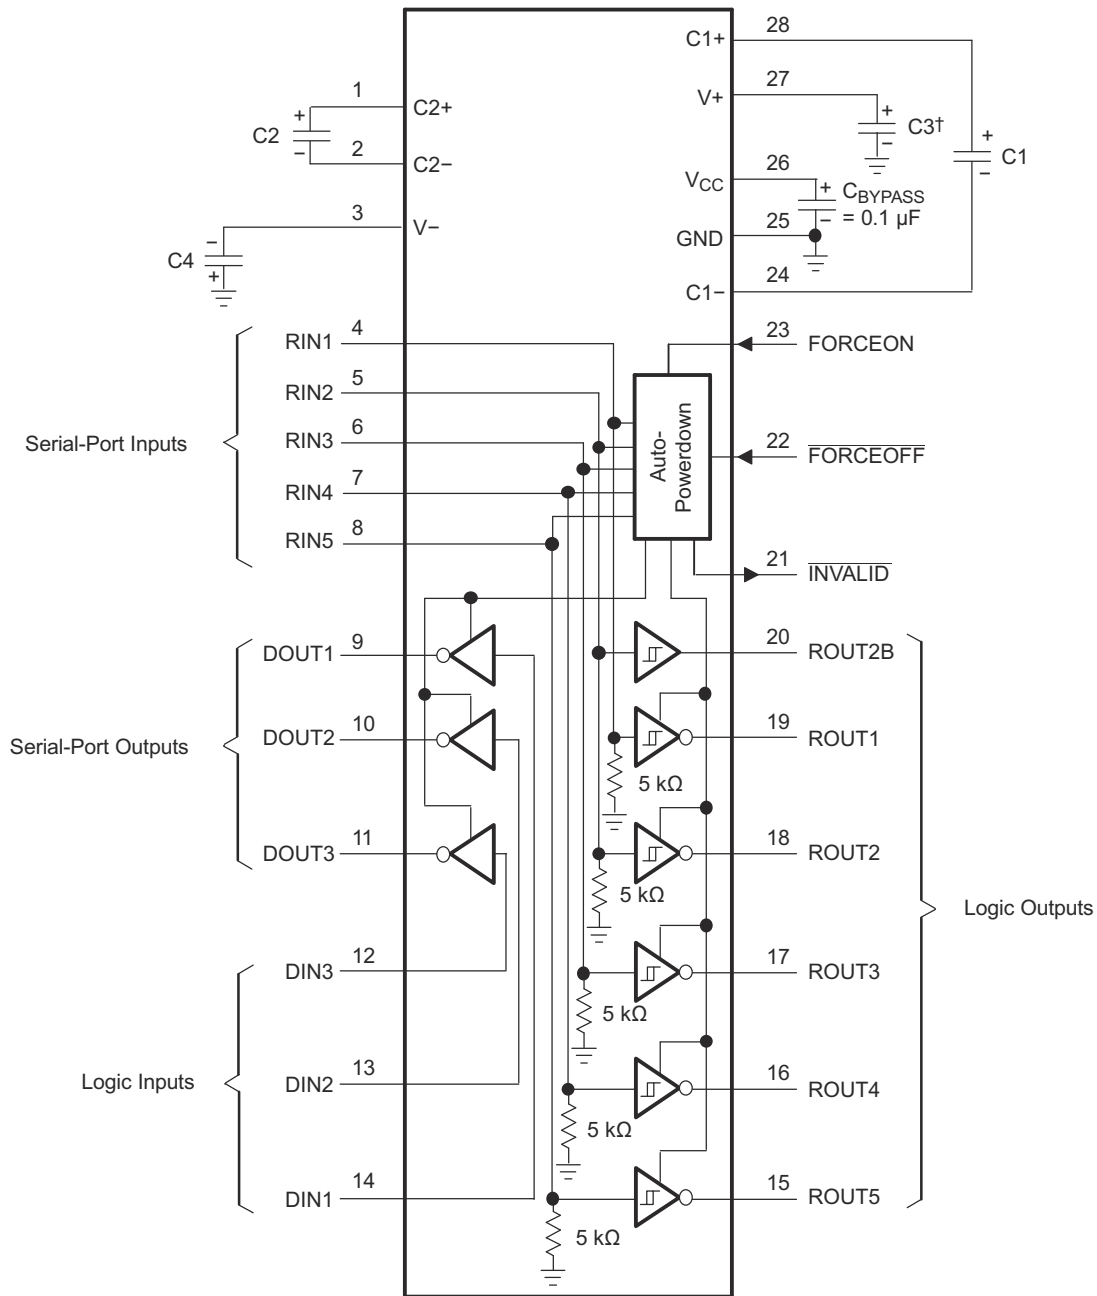 28
C1+
27
1
V+
C2+
+
+
C3†
+
C2
−
−
C1
2
26
−
C2−
VCC
+
CBYPASS
= 0.1 µF
3
25
−
V−
GND
−
C4
24
+
C1−
4
23
RIN1
FORCEON
5
RIN2
6
22
Serial-Port Inputs
RIN3
Auto-
Powerdown
FORCEOFF
7
RIN4
8
RIN5
21
INVALID
9
20
DOUT1
ROUT2B
10
19
Serial-Port Outputs
DOUT2
ROUT1
5 kΩ
11
18
DOUT3
ROUT2
5 kΩ
Logic Outputs
12
17
DIN3
ROUT3
5 kΩ
13
16
Logic Inputs
DIN2
ROUT4
5 kΩ
14
15
DIN1
ROUT5
5 kΩ